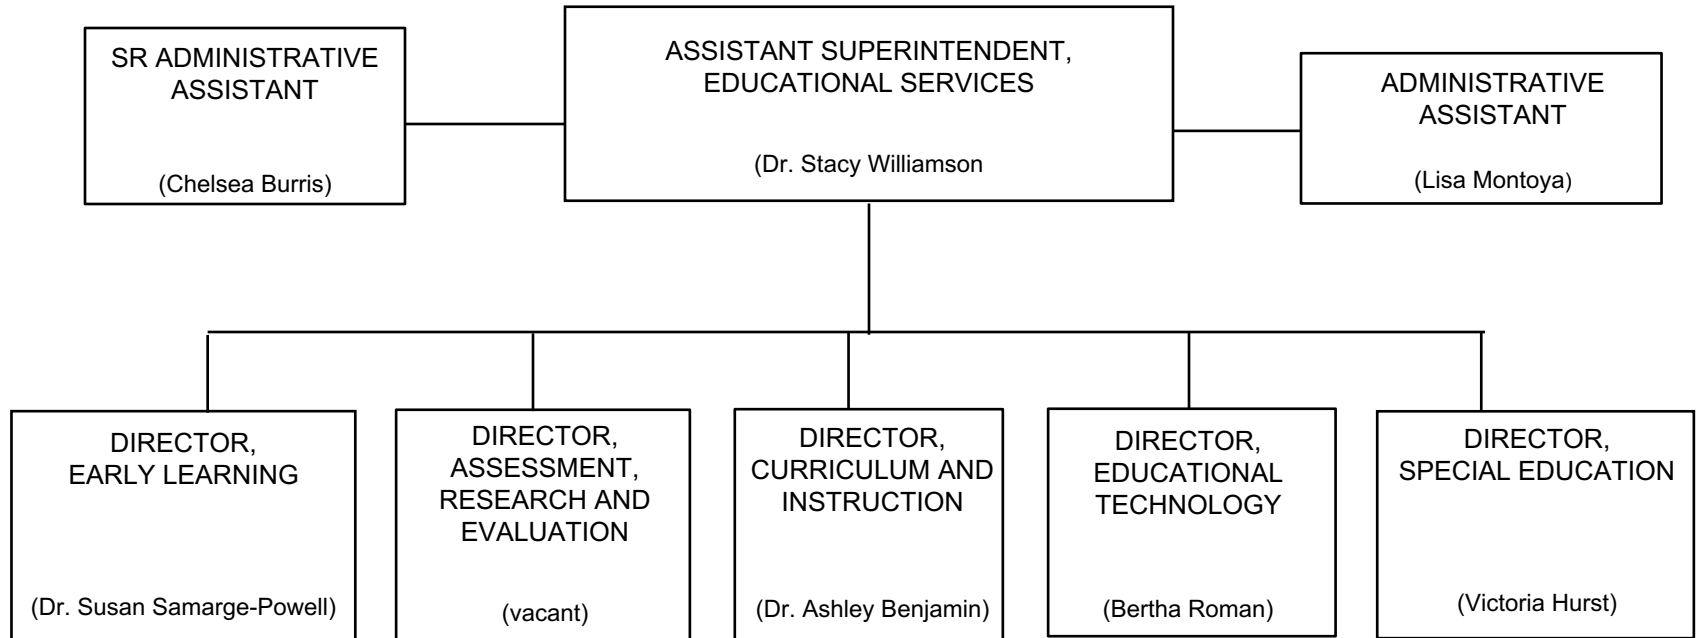 SR ADMINISTRATIVE
ASSISTANT
(Chelsea Burris)
ASSISTANT SUPERINTENDENT,
EDUCATIONAL SERVICES
(Dr. Stacy Williamson
ADMINISTRATIVE
ASSISTANT
(Lisa Montoya)
DIRECTOR,
EARLY LEARNING
(Dr. Susan Samarge-Powell)
DIRECTOR,
ASSESSMENT,
RESEARCH AND
EVALUATION
(vacant)
DIRECTOR,
CURRICULUM AND
INSTRUCTION
(Dr. Ashley Benjamin)
DIRECTOR,
EDUCATIONAL
TECHNOLOGY
(Bertha Roman)
DIRECTOR,
SPECIAL EDUCATION
(Victoria Hurst)